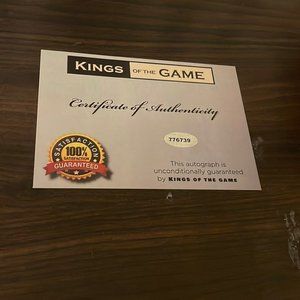 KINGS OF THE GAME
Certificate of Authenticity
776739
SATISFACTION
100%
SATISFACTION
GUARANTEED
This autograph is
unconditionally guaranteed
by KINGS OF THE GAME